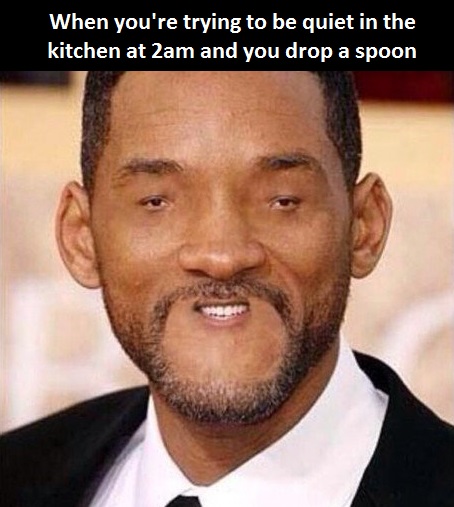 When you're trying to be quiet in the
kitchen at 2am and you drop a spoon